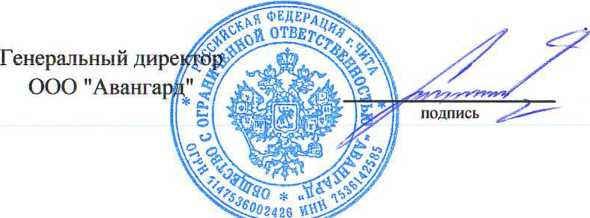 Генеральный директор
ООО "Авангард"
подпись
* РОССИЙСКАЯ ФЕДЕРАЦИЯ г.ЧИТА *
ОГРН 1147536002426 ИНН 7536142585
ОБЩЕСТВО С ОГРАНИЧЕННОЙ ОТВЕТСТВЕННОСТЬЮ "АВАНГАРД" *